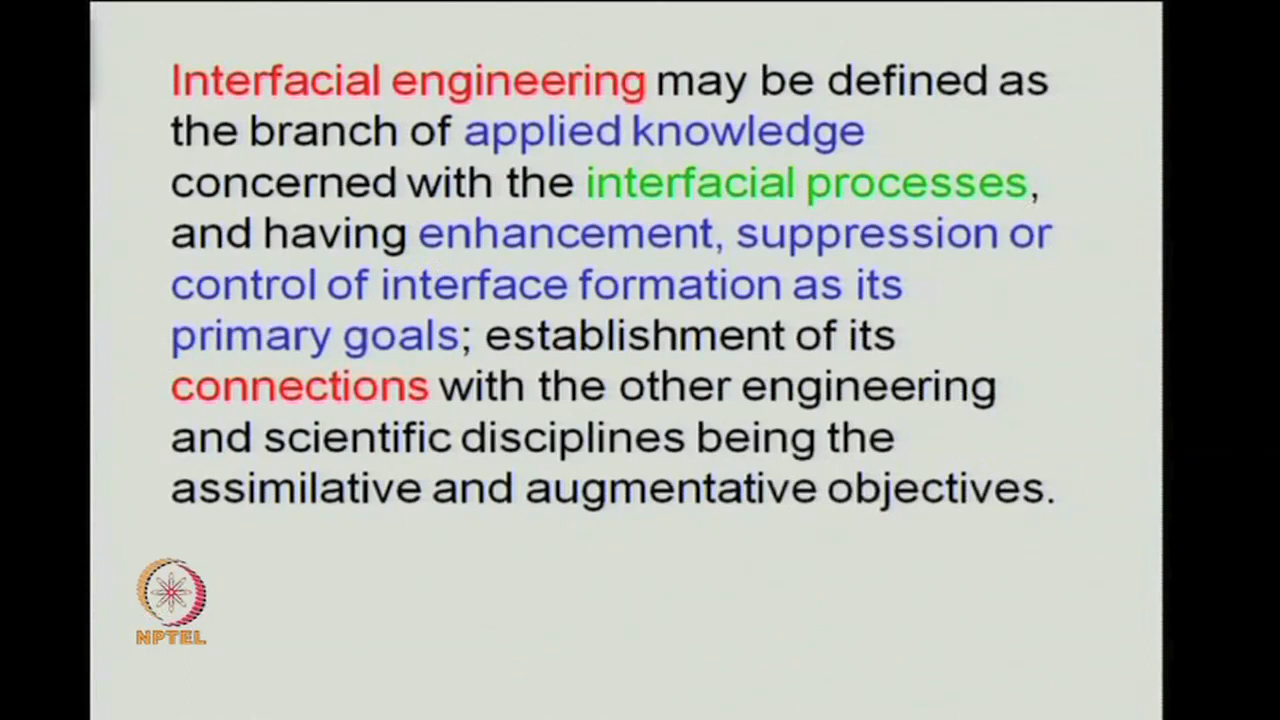 Interfacial engineering may be defined as
the branch of applied knowledge
concerned with the interfacial processes,
and having enhancement, suppression or
control of interface formation as its
primary goals; establishment of its
connections with the other engineering
and scientific disciplines being the
assimilative and augmentative objectives.
NPTEL